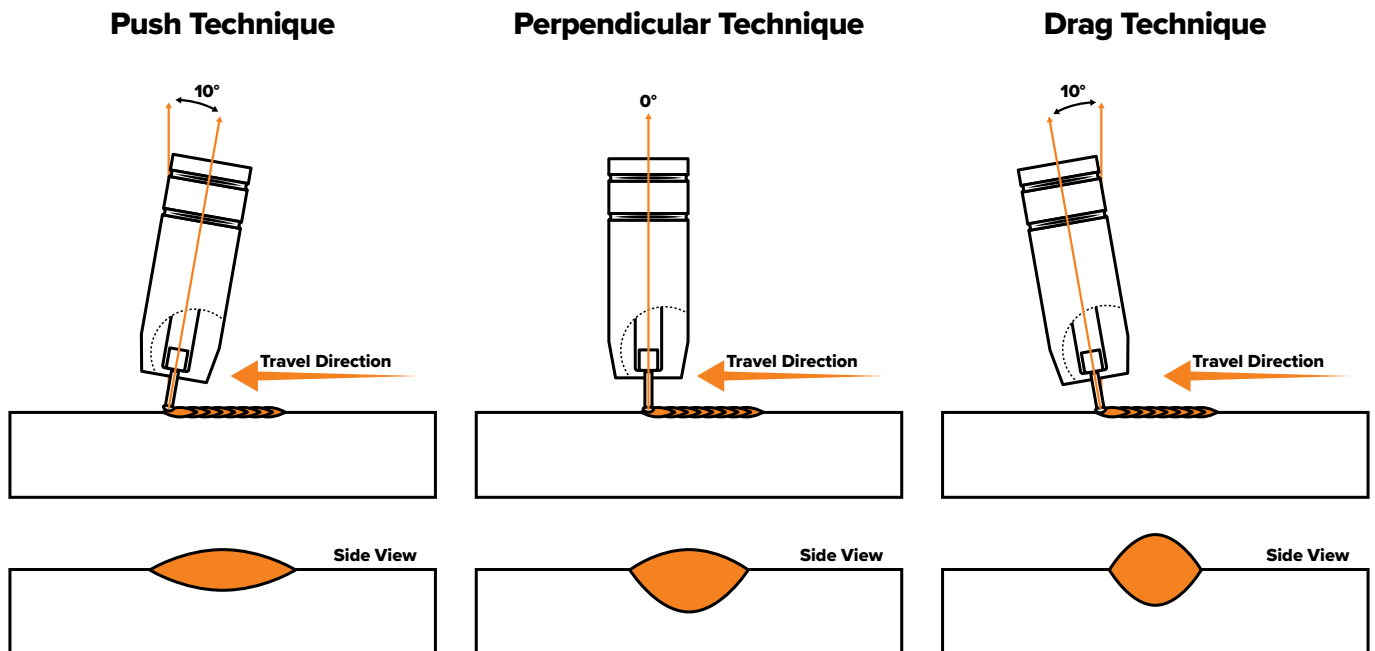 Push Technique
Perpendicular Technique
Drag Technique
10°
0°
10°
Travel Direction
Travel Direction
Travel Direction
Side View
Side View
Side View